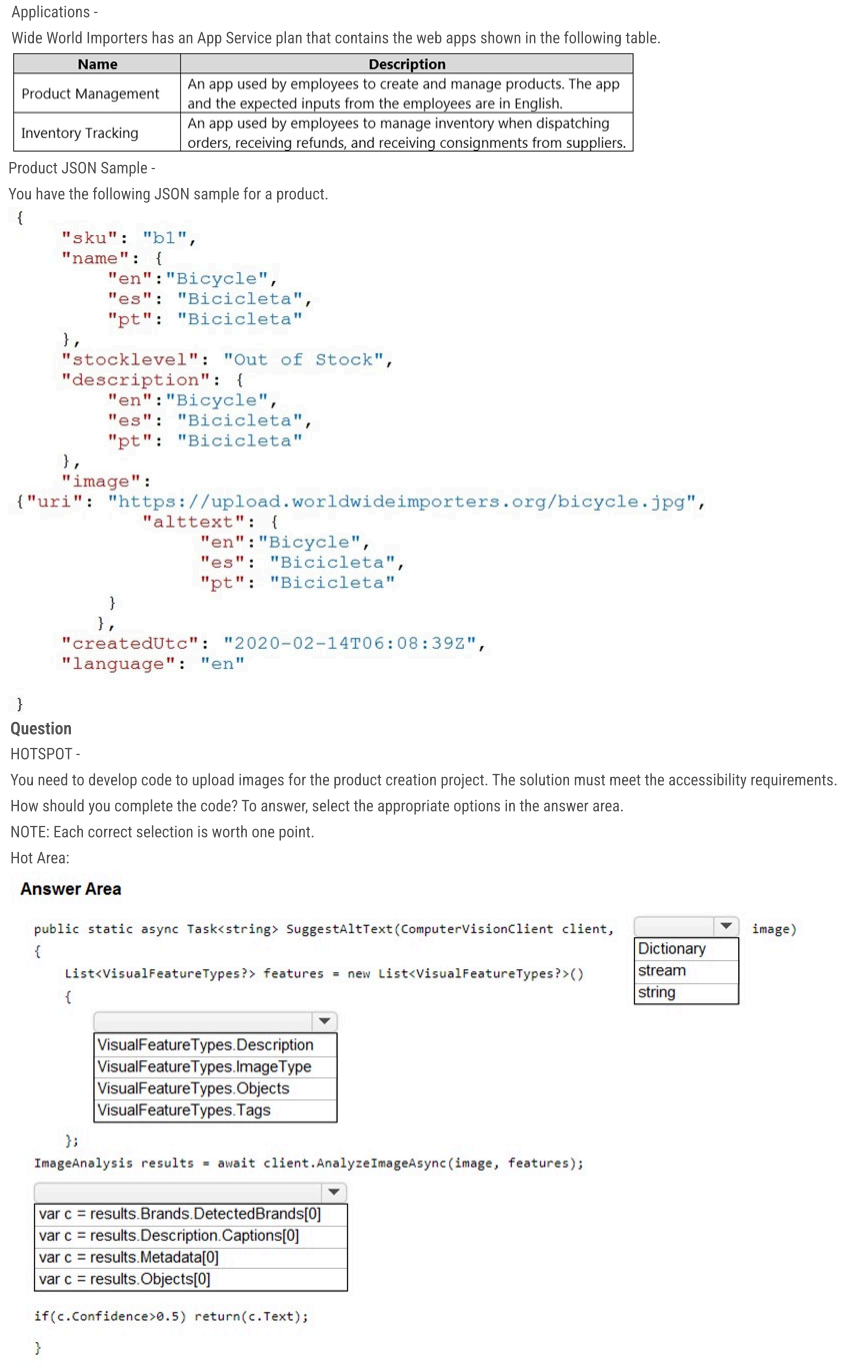 Applications -
Wide World Importers has an App Service plan that contains the web apps shown in the following table.
Name Description
Product Management An app used by employees to create and manage products. The app
and the expected inputs from the employees are in English.
Inventory Tracking An app used by employees to manage inventory when dispatching
orders, receiving refunds, and receiving consignments from suppliers.
Product JSON Sample -
You have the following JSON sample for a product.
{
"sku": "b1",
"name": {
"en":"Bicycle",
"es": "Bicicleta",
"pt": "Bicicleta"
},
"stocklevel": "Out of Stock",
"description": {
"en":"Bicycle",
"es": "Bicicleta",
"pt": "Bicicleta"
},
"image":
{"uri": "https://upload.worldwideimporters.org/bicycle.jpg",
"alttext": {
"en":"Bicycle",
"es": "Bicicleta",
"pt": "Bicicleta"
}
},
"createdUtc": "2020-02-14T06:08:39Z",
"language": "en"
}
Question
HOTSPOT -
You need to develop code to upload images for the product creation project. The solution must meet the accessibility requirements.
How should you complete the code? To answer, select the appropriate options in the answer area.
NOTE: Each correct selection is worth one point.
Hot Area:
Answer Area
public static async Task<string> SuggestAltText(ComputerVisionClient client, image)
Dictionary
stream
string
{
List<VisualFeatureTypes?> features = new List<VisualFeatureTypes?>()
{
VisualFeatureTypes.Description
VisualFeatureTypes.ImageType
VisualFeatureTypes.Objects
VisualFeatureTypes.Tags
};
ImageAnalysis results = await client.AnalyzeImageAsync(image, features);
var c = results.Brands.DetectedBrands[0]
var c = results.Description.Captions[0]
var c = results.Metadata[0]
var c = results.Objects[0]
if(c.Confidence>0.5) return(c.Text);
}